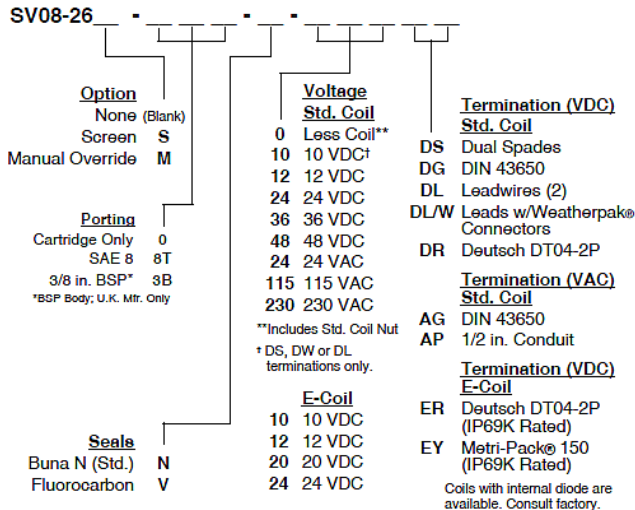 SV08-26__ - __ __ __ - __ - __ __ __ __ __
Option
None (Blank)
Screen S
Manual Override M
Porting
Cartridge Only 0
SAE 8 8T
3/8 in. BSP* 3B
*BSP Body; U.K. Mfr. Only
Seals
Buna N (Std.) N
Fluorocarbon V
Voltage
Std. Coil
0 Less Coil**
10 10 VDC†
12 12 VDC
24 24 VDC
36 36 VDC
48 48 VDC
24 24 VAC
115 115 VAC
230 230 VAC
**Includes Std. Coil Nut
† DS, DW or DL
terminations only.
E-Coil
10 10 VDC
12 12 VDC
20 20 VDC
24 24 VDC
Termination (VDC)
Std. Coil
DS Dual Spades
DG DIN 43650
DL Leadwires (2)
DL/W Leads w/Weatherpak®
Connectors
DR Deutsch DT04-2P
Termination (VAC)
Std. Coil
AG DIN 43650
AP 1/2 in. Conduit
Termination (VDC)
E-Coil
ER Deutsch DT04-2P
(IP69K Rated)
EY Metri-Pack® 150
(IP69K Rated)
Coils with internal diode are
available. Consult factory.